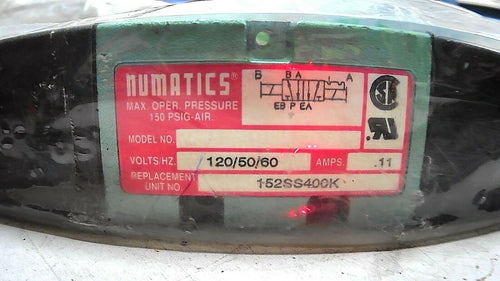 NUMATICS®
B B A A
EB P EA
MAX. OPER. PRESSURE
150 PSIG-AIR.
MODEL NO.
VOLTS/HZ. 120/50/60 AMPS. .11
REPLACEMENT
UNIT NO. 152SS400K